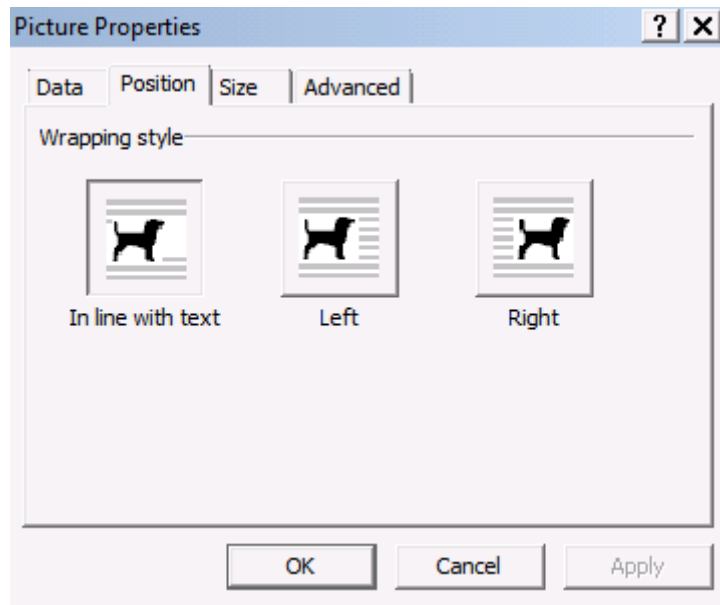 Picture Properties
Data Position Size Advanced
Wrapping style
In line with text Left Right
OK Cancel Apply